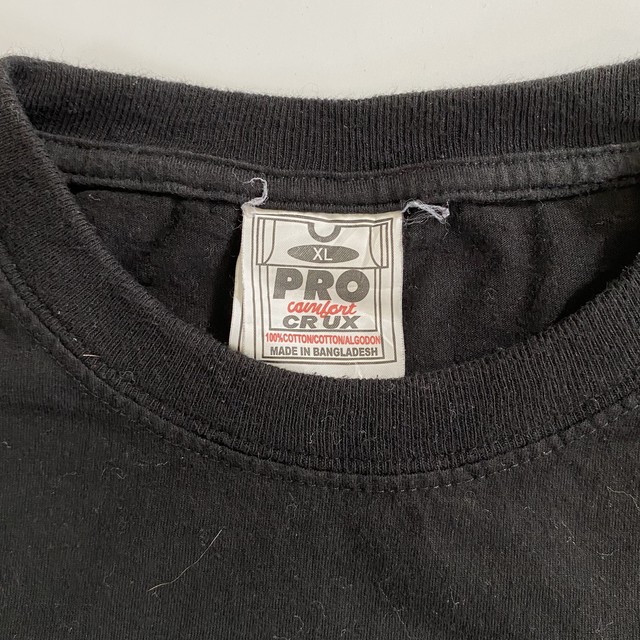 XL
PRO
comfort
CRUX
100%COTTON/COTTON/ALGODON
MADE IN BANGLADESH